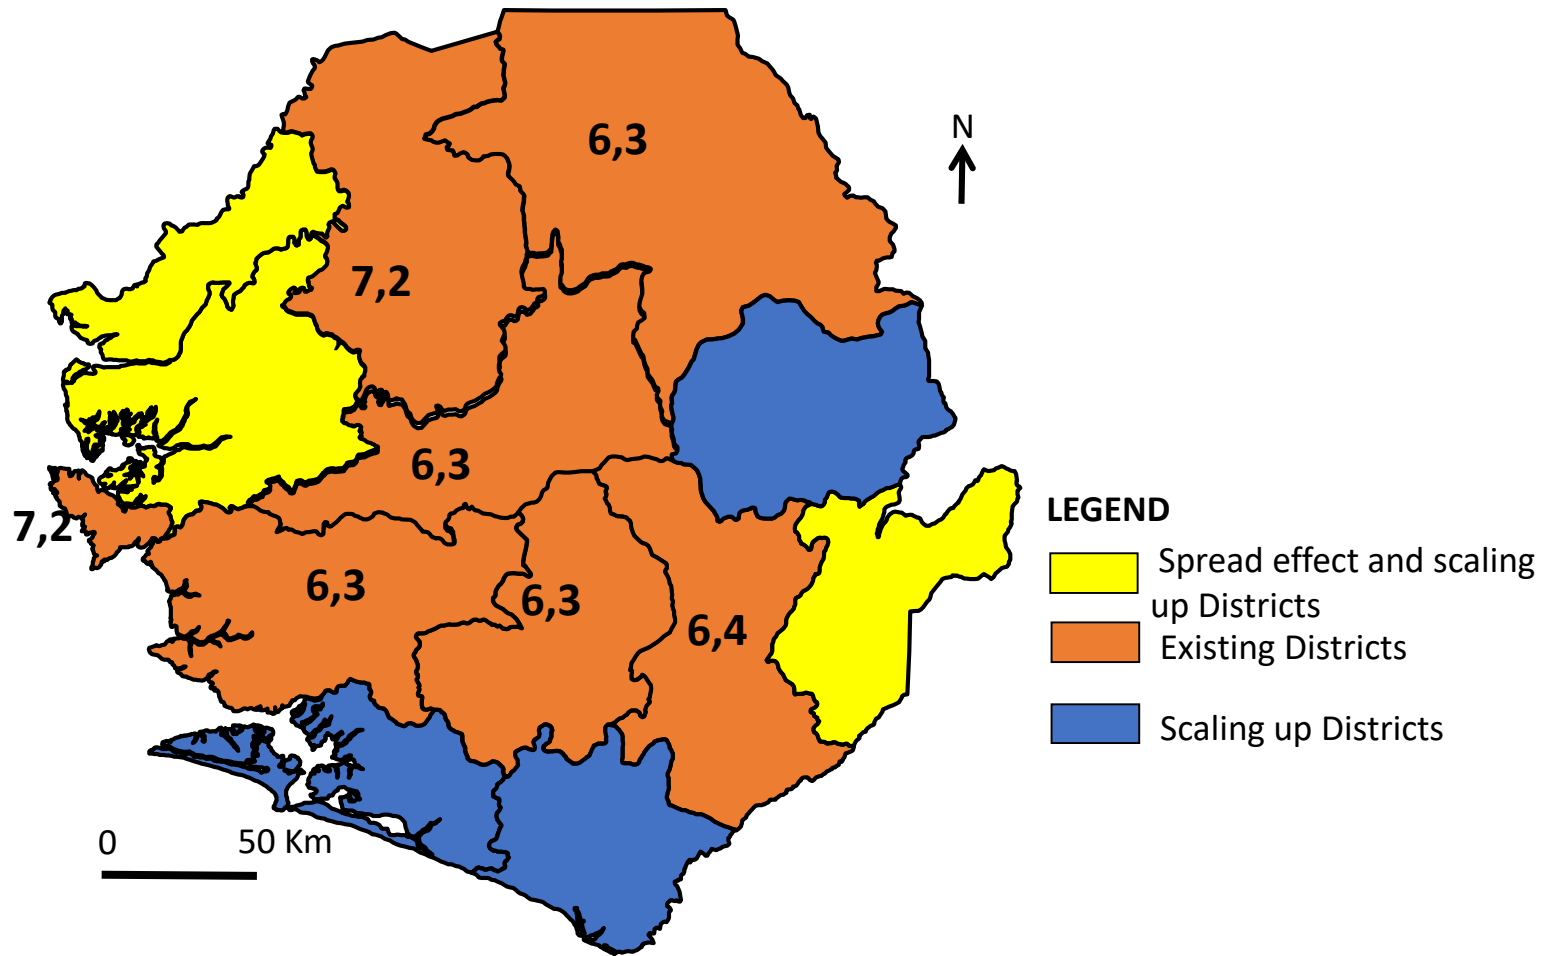 6,3
N
7,2
6,3
7,2
6,3
6,3
6,4
LEGEND
Spread effect and scaling
up Districts
Existing Districts
Scaling up Districts
0 50 Km